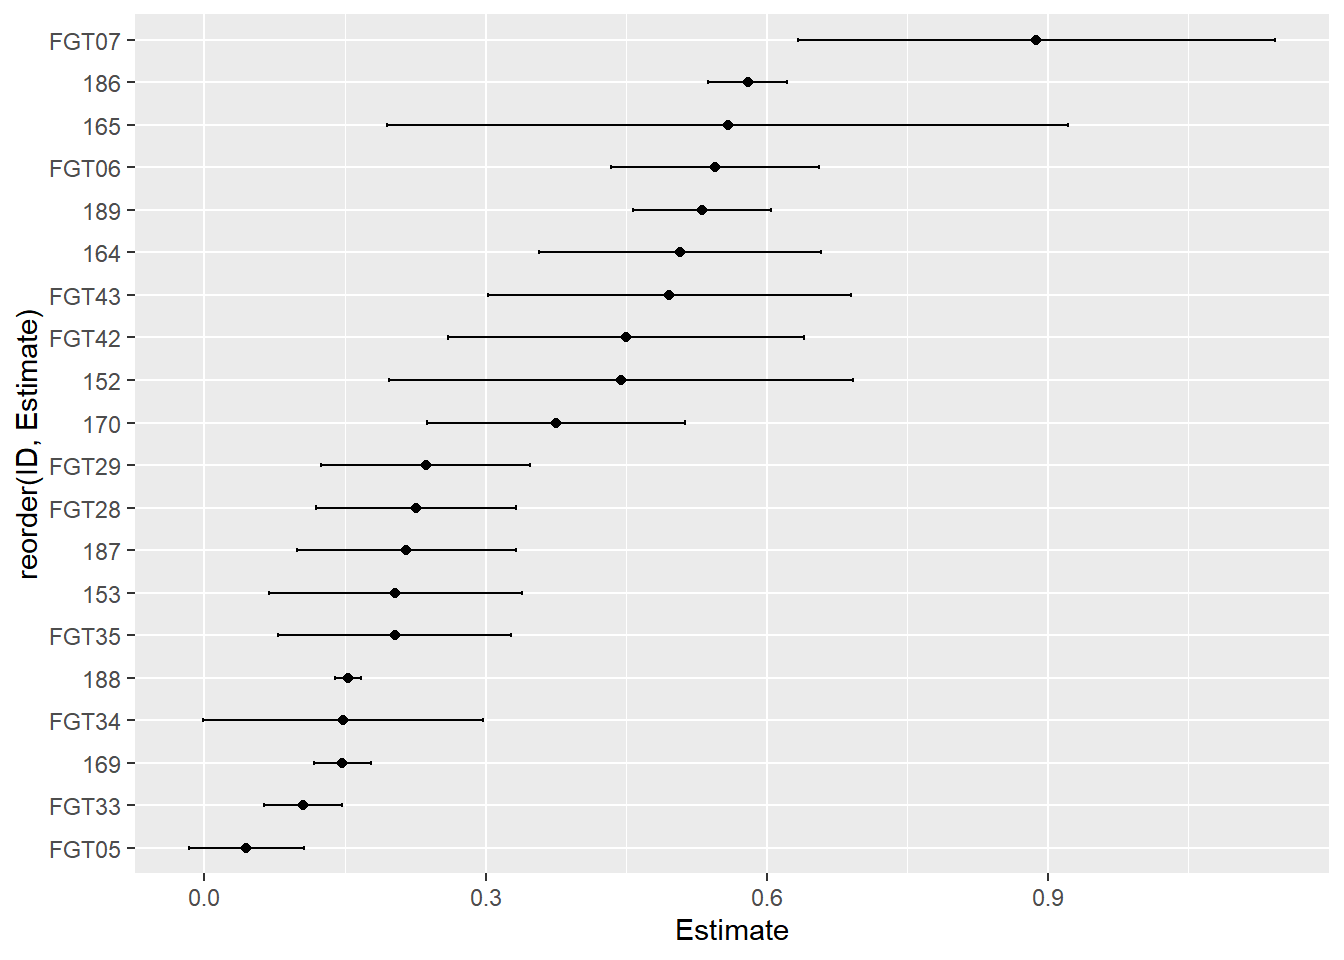 FGT07
186
165
FGT06
189
164
FGT43
FGT42
152
170
FGT29
FGT28
187
153
FGT35
188
FGT34
169
FGT33
FGT05
reorder(ID, Estimate)
0.0 0.3 0.6 0.9
Estimate